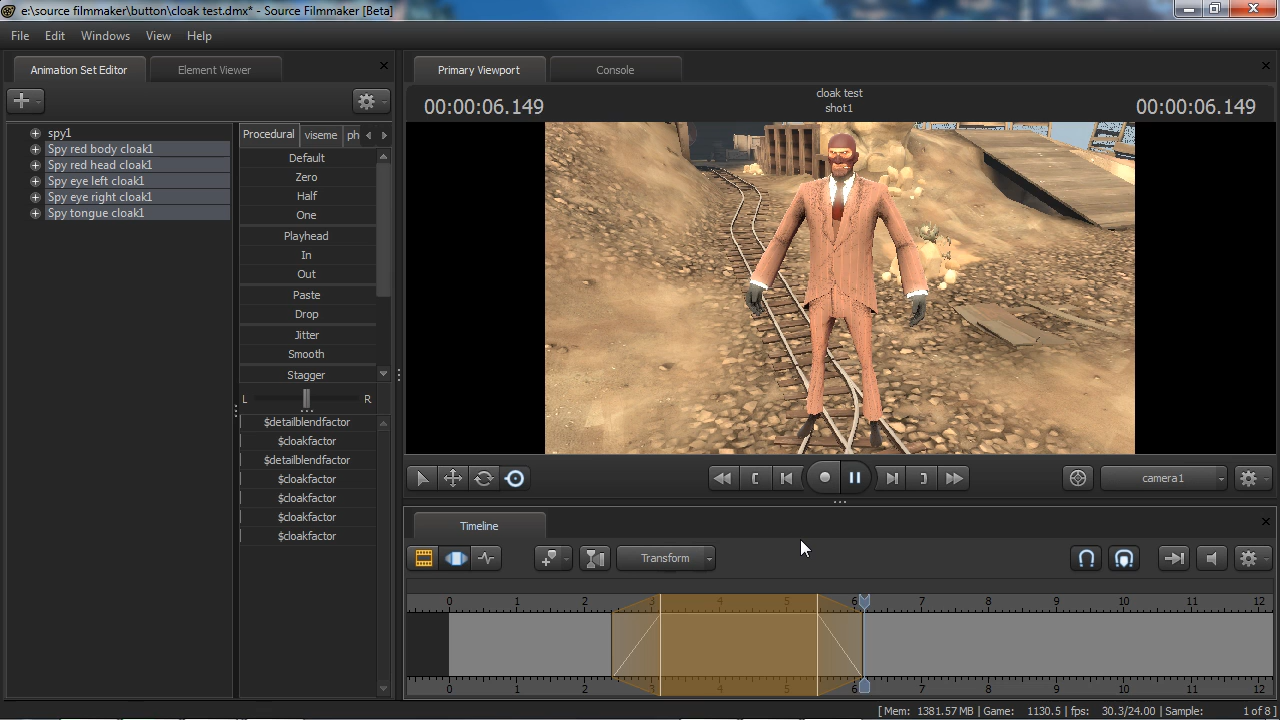 e:\source filmmaker\button\cloak test.dmx* - Source Filmmaker [Beta]
File Edit Windows View Help
Animation Set Editor Element Viewer
spy1
Spy red body cloak1
Spy red head cloak1
Spy eye left cloak1
Spy eye right cloak1
Spy tongue cloak1
Procedural viseme ph
Default
Zero
Half
One
Playhead
In
Out
Paste
Drop
Jitter
Smooth
Stagger
L R
$detailblendfactor
$cloakfactor
$detailblendfactor
$cloakfactor
$cloakfactor
$cloakfactor
$cloakfactor
Primary Viewport Console
00:00:06.149
cloak test
shot1
00:00:06.149
camera1
Timeline
Transform
0 1 2 3 4 5 6 7 8 9 10 11 12
0 1 2 3 4 5 6 7 8 9 10 11 12
[ Mem: 1381.57 MB | Game: 1130.5 | fps: 30.3/24.00 | Sample: 1 of 8 ]